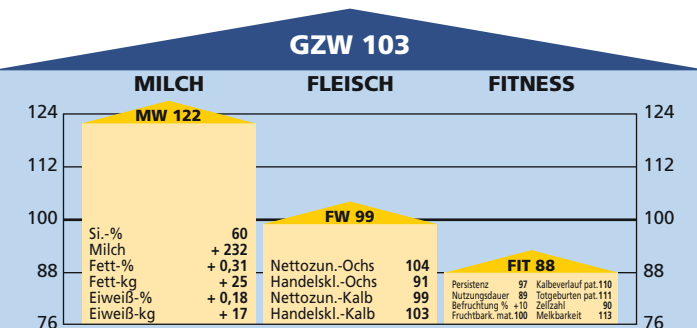 GZW 103
MILCH FLEISCH FITNESS
124 MW 122 124
112 112
100 FW 99 100
Si.-% 60
Milch + 232
Fett-% + 0,31
Fett-kg + 25
Eiweiß-% + 0,18
Eiweiß-kg + 17
Nettozun.-Ochs 104
Handelskl.-Ochs 91
Nettozun.-Kalb 99
Handelskl.-Kalb 103
88 FIT 88 88
Persistenz 97 Kalbeverlauf pat.110
Nutzungsdauer 89 Totgeburten pat.111
Befruchtung % +10 Zellzahl 90
Fruchtbark. mat.100 Melkbarkeit 113
76 76